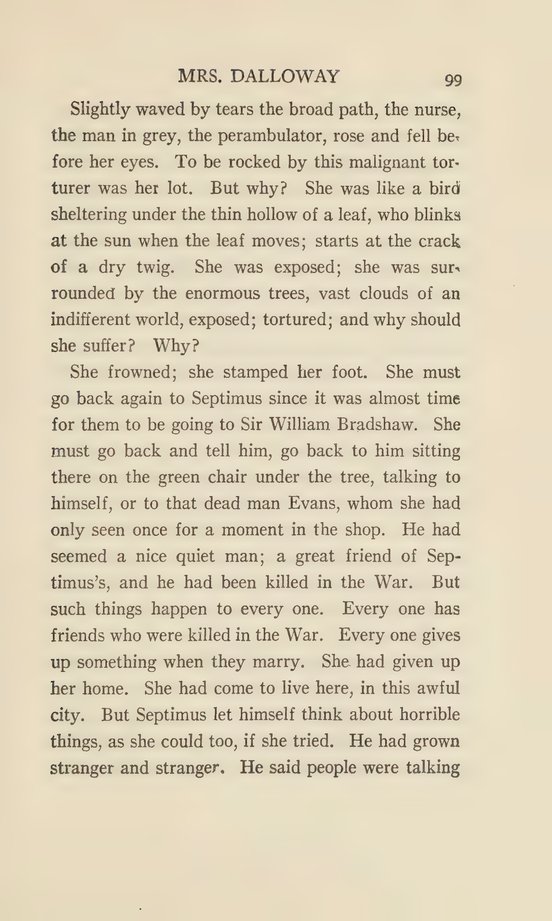 MRS. DALLOWAY 99
Slightly waved by tears the broad path, the nurse,
the man in grey, the perambulator, rose and fell be-
fore her eyes. To be rocked by this malignant tor-
turer was her lot. But why? She was like a bird
sheltering under the thin hollow of a leaf, who blinks
at the sun when the leaf moves; starts at the crack
of a dry twig. She was exposed; she was sur-
rounded by the enormous trees, vast clouds of an
indifferent world, exposed; tortured; and why should
she suffer? Why?
She frowned; she stamped her foot. She must
go back again to Septimus since it was almost time
for them to be going to Sir William Bradshaw. She
must go back and tell him, go back to him sitting
there on the green chair under the tree, talking to
himself, or to that dead man Evans, whom she had
only seen once for a moment in the shop. He had
seemed a nice quiet man; a great friend of Sep-
timus's, and he had been killed in the War. But
such things happen to every one. Every one has
friends who were killed in the War. Every one gives
up something when they marry. She had given up
her home. She had come to live here, in this awful
city. But Septimus let himself think about horrible
things, as she could too, if she tried. He had grown
stranger and stranger. He said people were talking